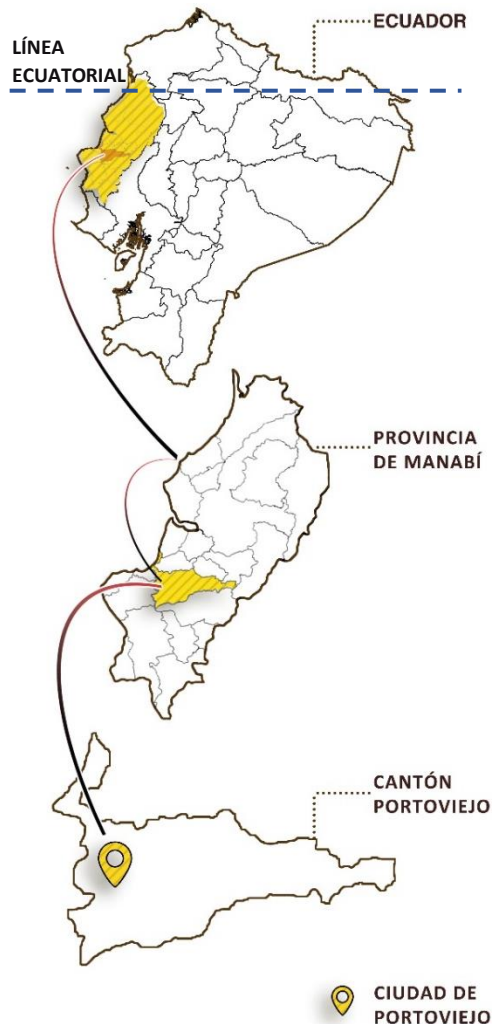 ECUADOR
LÍNEA
ECUATORIAL
PROVINCIA
DE MANABÍ
CANTÓN
PORTOVIEJO
CIUDAD DE
PORTOVIEJO